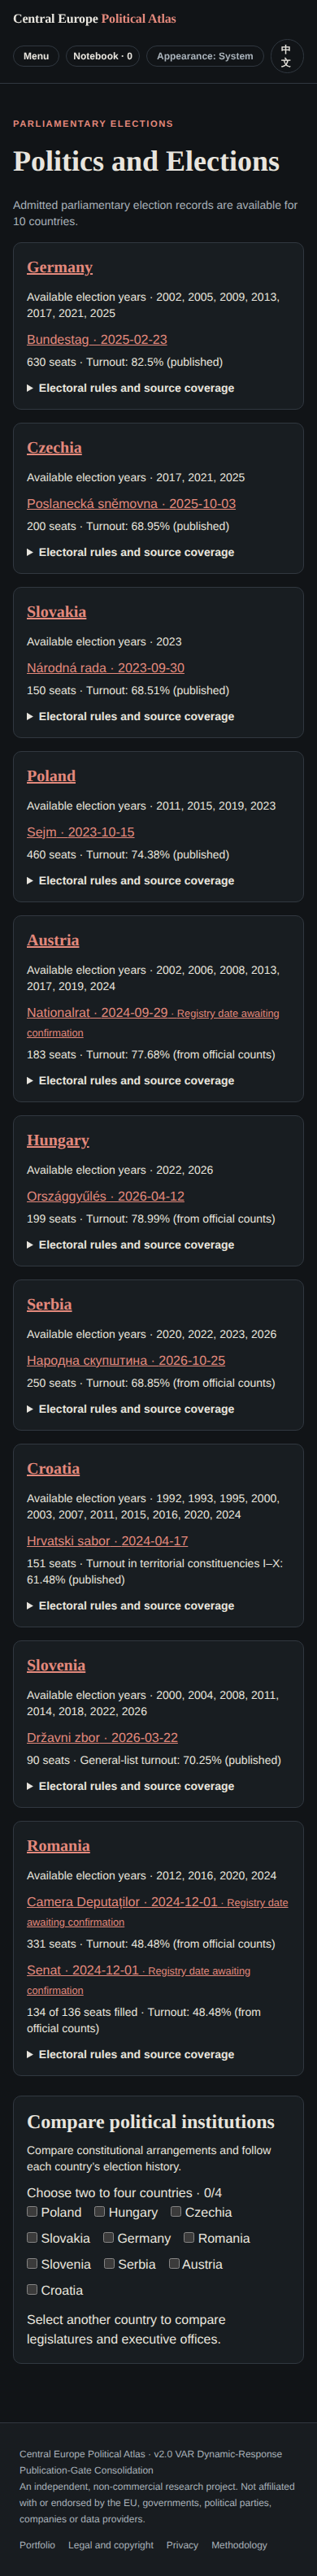 Central Europe Political Atlas
Menu
Notebook · 0
Appearance: System
中
文
PARLIAMENTARY ELECTIONS
Politics and Elections
Admitted parliamentary election records are available for
10 countries.
Germany
Available election years · 2002, 2005, 2009, 2013,
2017, 2021, 2025
Bundestag · 2025-02-23
630 seats · Turnout: 82.5% (published)
▶ Electoral rules and source coverage
Czechia
Available election years · 2017, 2021, 2025
Poslanecká sněmovna · 2025-10-03
200 seats · Turnout: 68.95% (published)
▶ Electoral rules and source coverage
Slovakia
Available election years · 2023
Národná rada · 2023-09-30
150 seats · Turnout: 68.51% (published)
▶ Electoral rules and source coverage
Poland
Available election years · 2011, 2015, 2019, 2023
Sejm · 2023-10-15
460 seats · Turnout: 74.38% (published)
▶ Electoral rules and source coverage
Austria
Available election years · 2002, 2006, 2008, 2013,
2017, 2019, 2024
Nationalrat · 2024-09-29 · Registry date awaiting
confirmation
183 seats · Turnout: 77.68% (from official counts)
▶ Electoral rules and source coverage
Hungary
Available election years · 2022, 2026
Országgyűlés · 2026-04-12
199 seats · Turnout: 78.99% (from official counts)
▶ Electoral rules and source coverage
Serbia
Available election years · 2020, 2022, 2023, 2026
Народна скупштина · 2026-10-25
250 seats · Turnout: 68.85% (from official counts)
▶ Electoral rules and source coverage
Croatia
Available election years · 1992, 1993, 1995, 2000,
2003, 2007, 2011, 2015, 2016, 2020, 2024
Hrvatski sabor · 2024-04-17
151 seats · Turnout in territorial constituencies I–X:
61.48% (published)
▶ Electoral rules and source coverage
Slovenia
Available election years · 2000, 2004, 2008, 2011,
2014, 2018, 2022, 2026
Državni zbor · 2026-03-22
90 seats · General-list turnout: 70.25% (published)
▶ Electoral rules and source coverage
Romania
Available election years · 2012, 2016, 2020, 2024
Camera Deputaților · 2024-12-01 · Registry date
awaiting confirmation
331 seats · Turnout: 48.48% (from official counts)
Senat · 2024-12-01 · Registry date awaiting
confirmation
134 of 136 seats filled · Turnout: 48.48% (from
official counts)
▶ Electoral rules and source coverage
Compare political institutions
Compare constitutional arrangements and follow
each country's election history.
Choose two to four countries · 0/4
Poland Hungary Czechia
Slovakia Germany Romania
Slovenia Serbia Austria
Croatia
Select another country to compare
legislatures and executive offices.
Central Europe Political Atlas · v2.0 VAR Dynamic-Response
Publication-Gate Consolidation
An independent, non-commercial research project. Not affiliated
with or endorsed by the EU, governments, political parties,
companies or data providers.
Portfolio Legal and copyright Privacy Methodology